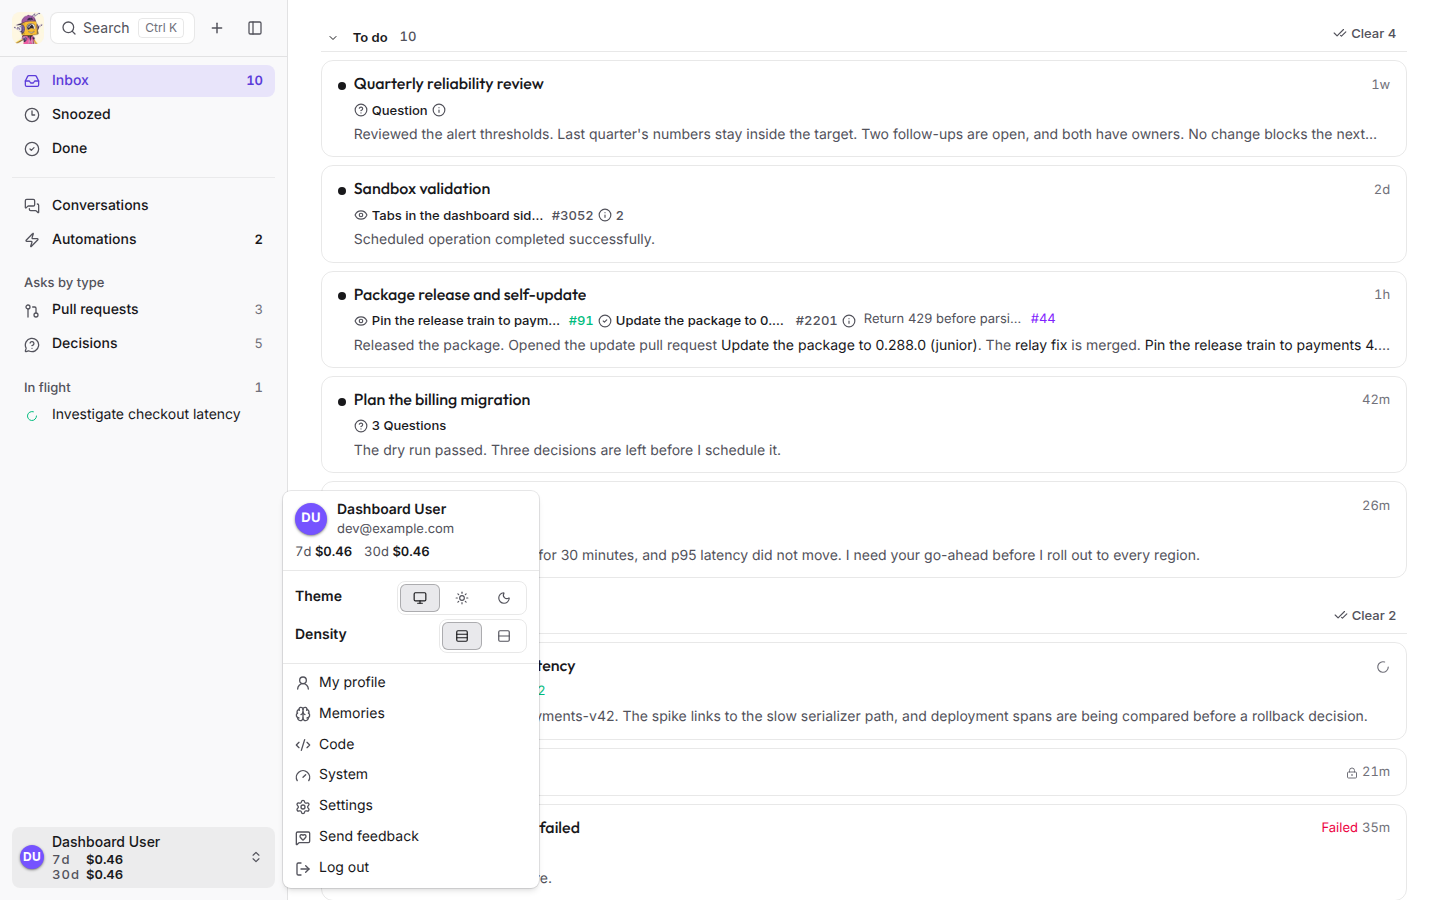 Search Ctrl K
Inbox 10
Snoozed
Done
Conversations
Automations 2
Asks by type
Pull requests 3
Decisions 5
In flight 1
Investigate checkout latency
DU Dashboard User
7d $0.46
30d $0.46
To do 10 Clear 4
Quarterly reliability review 1w
Question
Reviewed the alert thresholds. Last quarter's numbers stay inside the target. Two follow-ups are open, and both have owners. No change blocks the next...
Sandbox validation 2d
Tabs in the dashboard sid... #3052 2
Scheduled operation completed successfully.
Package release and self-update 1h
Pin the release train to paym... #91 Update the package to 0.... #2201 Return 429 before parsi... #44
Released the package. Opened the update pull request Update the package to 0.288.0 (junior). The relay fix is merged. Pin the release train to payments 4....
Plan the billing migration 42m
3 Questions
The dry run passed. Three decisions are left before I schedule it.
26m
for 30 minutes, and p95 latency did not move. I need your go-ahead before I roll out to every region.
Clear 2
tency
2
yments-v42. The spike links to the slow serializer path, and deployment spans are being compared before a rollback decision.
21m
failed Failed 35m
e.
DU Dashboard User
dev@example.com
7d $0.46 30d $0.46
Theme
Density
My profile
Memories
Code
System
Settings
Send feedback
Log out